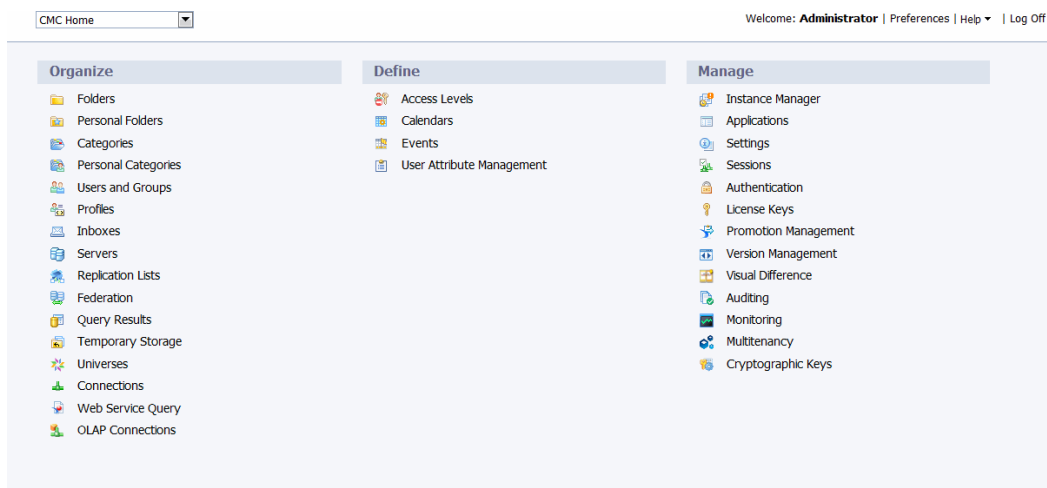 CMC Home
Welcome: Administrator | Preferences | Help | Log Off
Organize
Folders
Personal Folders
Categories
Personal Categories
Users and Groups
Profiles
Inboxes
Servers
Replication Lists
Federation
Query Results
Temporary Storage
Universes
Connections
Web Service Query
OLAP Connections
Define
Access Levels
Calendars
Events
User Attribute Management
Manage
Instance Manager
Applications
Settings
Sessions
Authentication
License Keys
Promotion Management
Version Management
Visual Difference
Auditing
Monitoring
Multitenancy
Cryptographic Keys